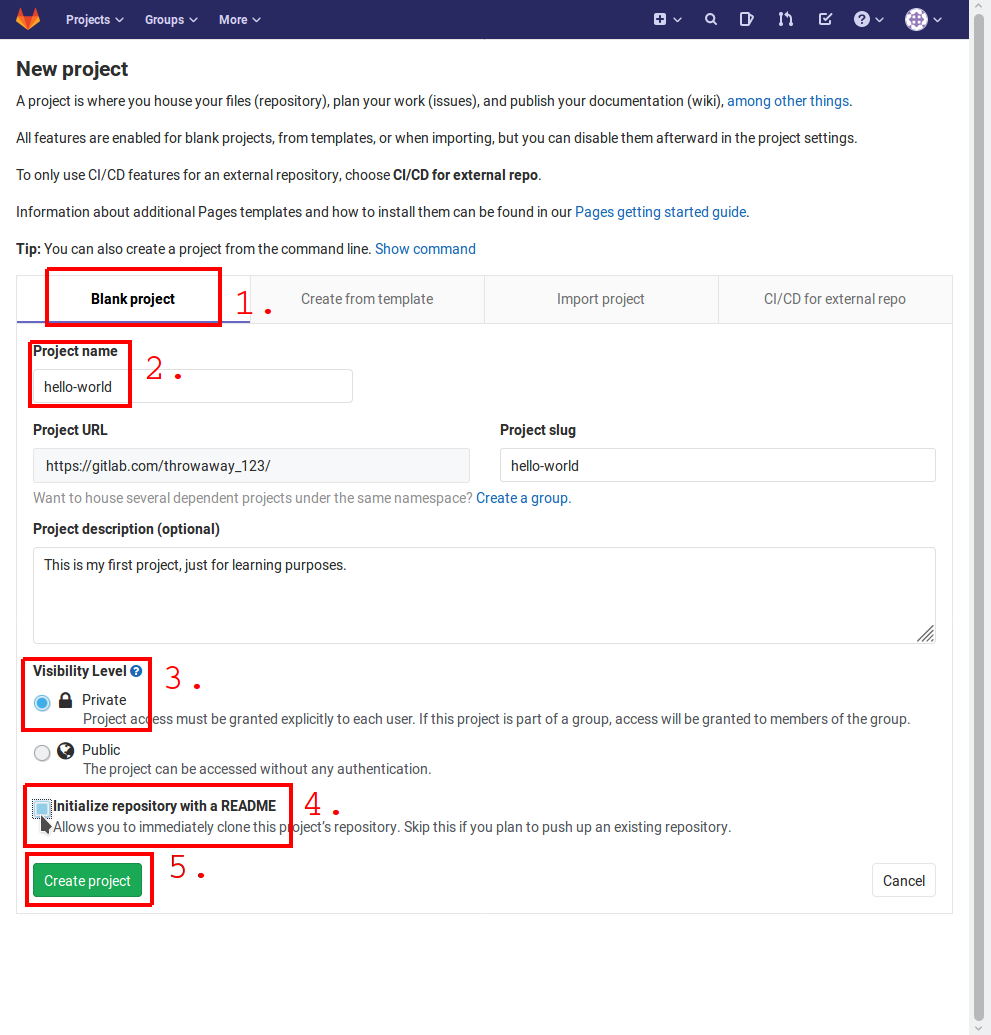 Projects Groups More
New project
A project is where you house your files (repository), plan your work (issues), and publish your documentation (wiki), among other things.
All features are enabled for blank projects, from templates, or when importing, but you can disable them afterward in the project settings.
To only use CI/CD features for an external repository, choose CI/CD for external repo.
Information about additional Pages templates and how to install them can be found in our Pages getting started guide.
Tip: You can also create a project from the command line. Show command
Blank project 1. Create from template Import project CI/CD for external repo
Project name
2.
hello-world
Project URL Project slug
https://gitlab.com/throwaway_123/ hello-world
Want to house several dependent projects under the same namespace? Create a group.
Project description (optional)
This is my first project, just for learning purposes.
Visibility Level ? 3.
Private
Project access must be granted explicitly to each user. If this project is part of a group, access will be granted to members of the group.
Public
The project can be accessed without any authentication.
Initialize repository with a README 4.
Allows you to immediately clone this project's repository. Skip this if you plan to push up an existing repository.
5.
Create project Cancel